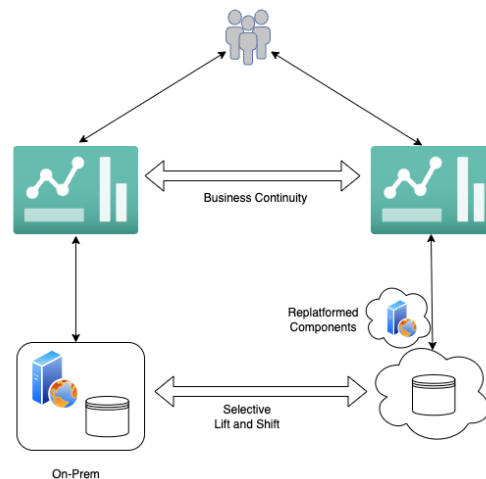 Business Continuity
Replatformed
Components
Selective
Lift and Shift
On-Prem